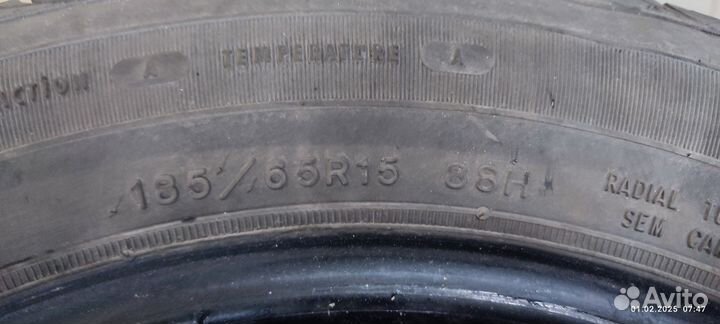 A TEMPERATURE A
185/65R15 88H
RADIAL
SEM
Avito
01.02.2025 07:47